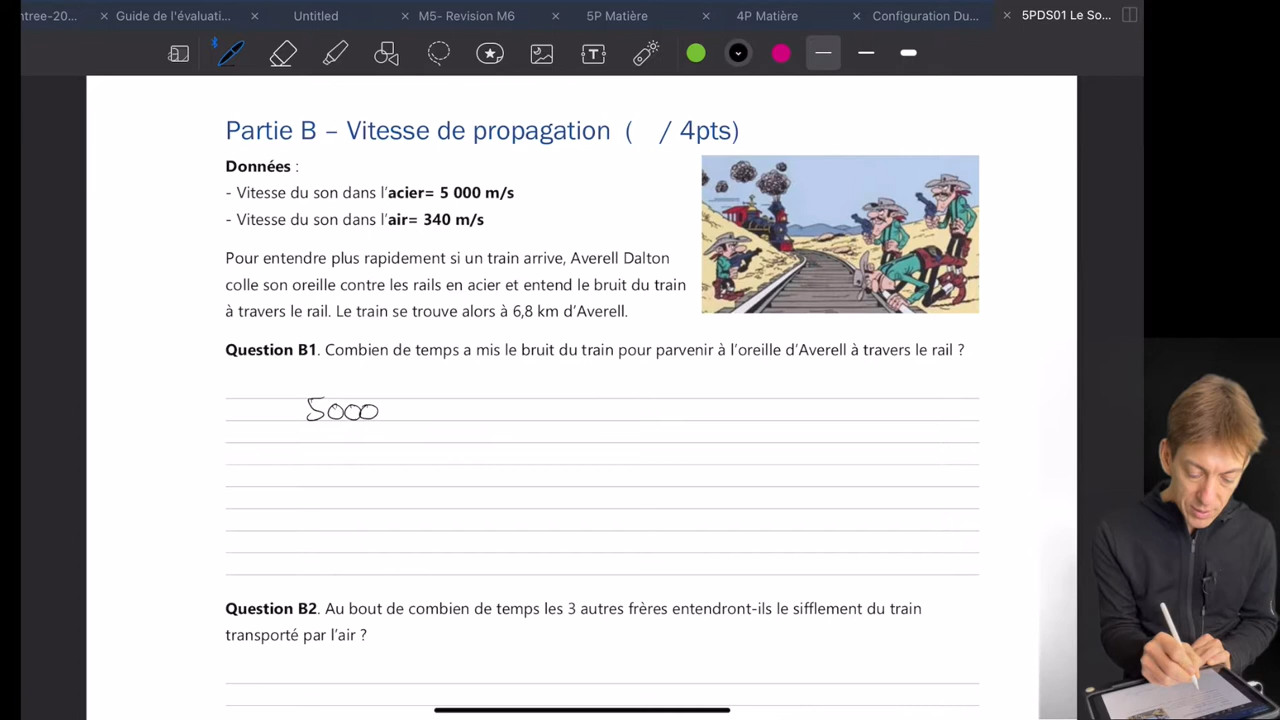 ntree-20...
Guide de l'évaluati...
Untitled
M5- Revision M6
5P Matière
4P Matière
Configuration Du...
5PDS01 Le So...
Partie B – Vitesse de propagation ( / 4pts)
Données :
- Vitesse du son dans l'acier= 5 000 m/s
- Vitesse du son dans l'air= 340 m/s
Pour entendre plus rapidement si un train arrive, Averell Dalton
colle son oreille contre les rails en acier et entend le bruit du train
à travers le rail. Le train se trouve alors à 6,8 km d'Averell.
Question B1. Combien de temps a mis le bruit du train pour parvenir à l'oreille d'Averell à travers le rail ?
5000
Question B2. Au bout de combien de temps les 3 autres frères entendront-ils le sifflement du train
transporté par l'air ?